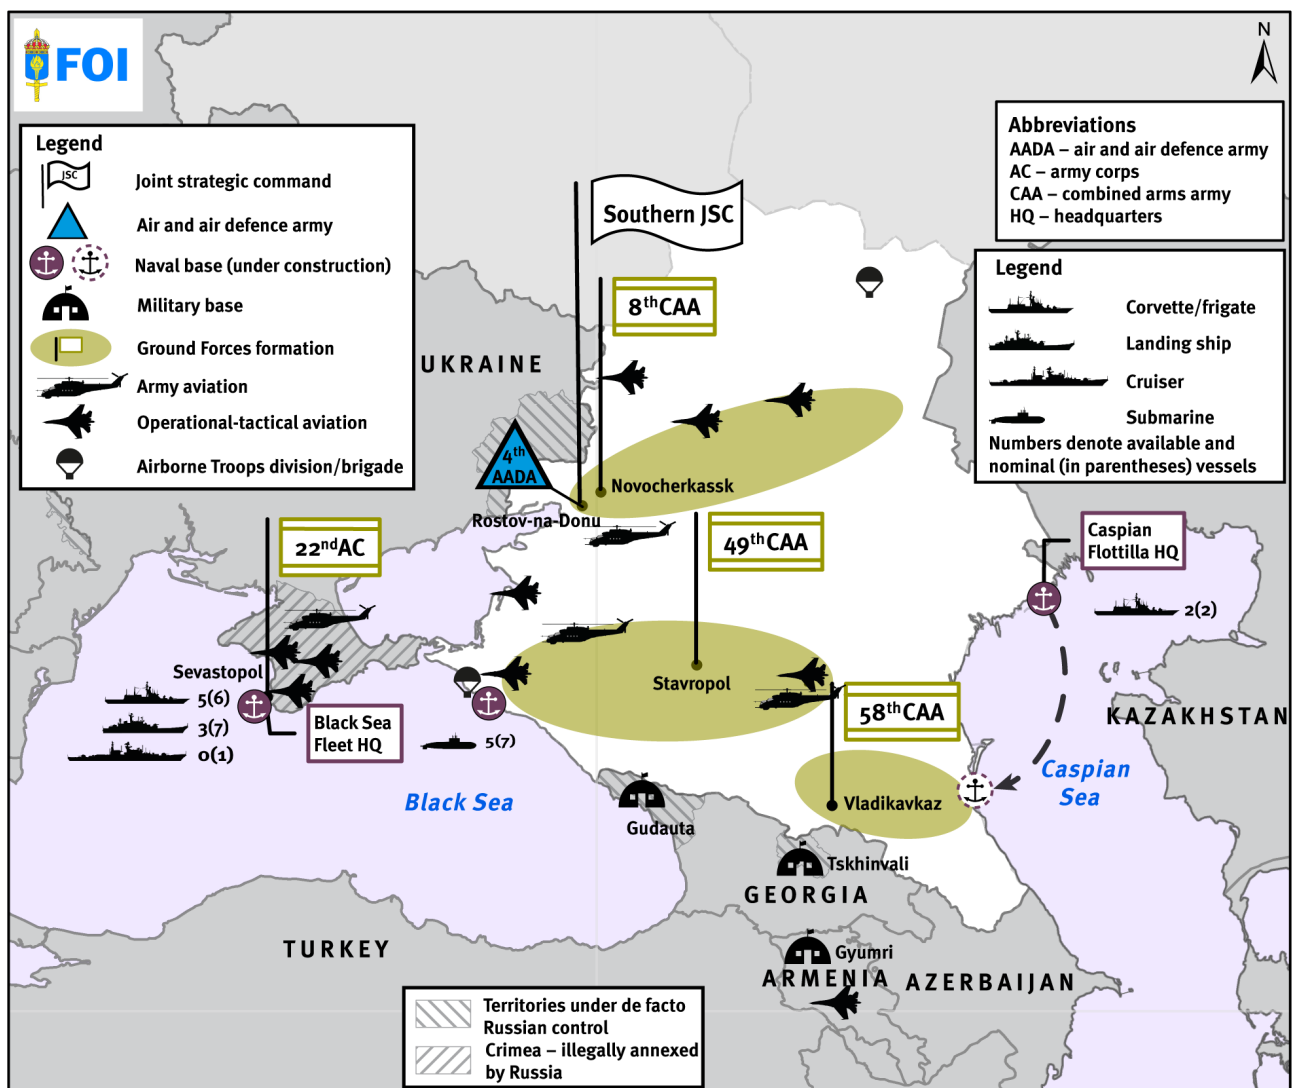 FOI
N
Legend
JSC
Joint strategic command
Air and air defence army
Naval base (under construction)
Military base
Ground Forces formation
Army aviation
Operational-tactical aviation
Airborne Troops division/brigade
Abbreviations
AADA – air and air defence army
AC – army corps
CAA – combined arms army
HQ – headquarters
Legend
Corvette/frigate
Landing ship
Cruiser
Submarine
Numbers denote available and
nominal (in parentheses) vessels
Southern JSC
8thCAA
UKRAINE
4th
AADA
Novocherkassk
Rostov-na-Donu
22ndAC
49thCAA
Caspian
Flottilla HQ
2(2)
Sevastopol
5(6)
3(7)
0(1)
Black Sea
Fleet HQ
5(7)
Stavropol
58thCAA
KAZAKHSTAN
Black Sea
Caspian
Sea
Vladikavkaz
Gudauta
Tskhinvali
GEORGIA
TURKEY
Gyumri
ARMENIA
AZERBAIJAN
Territories under de facto
Russian control
Crimea – illegally annexed
by Russia